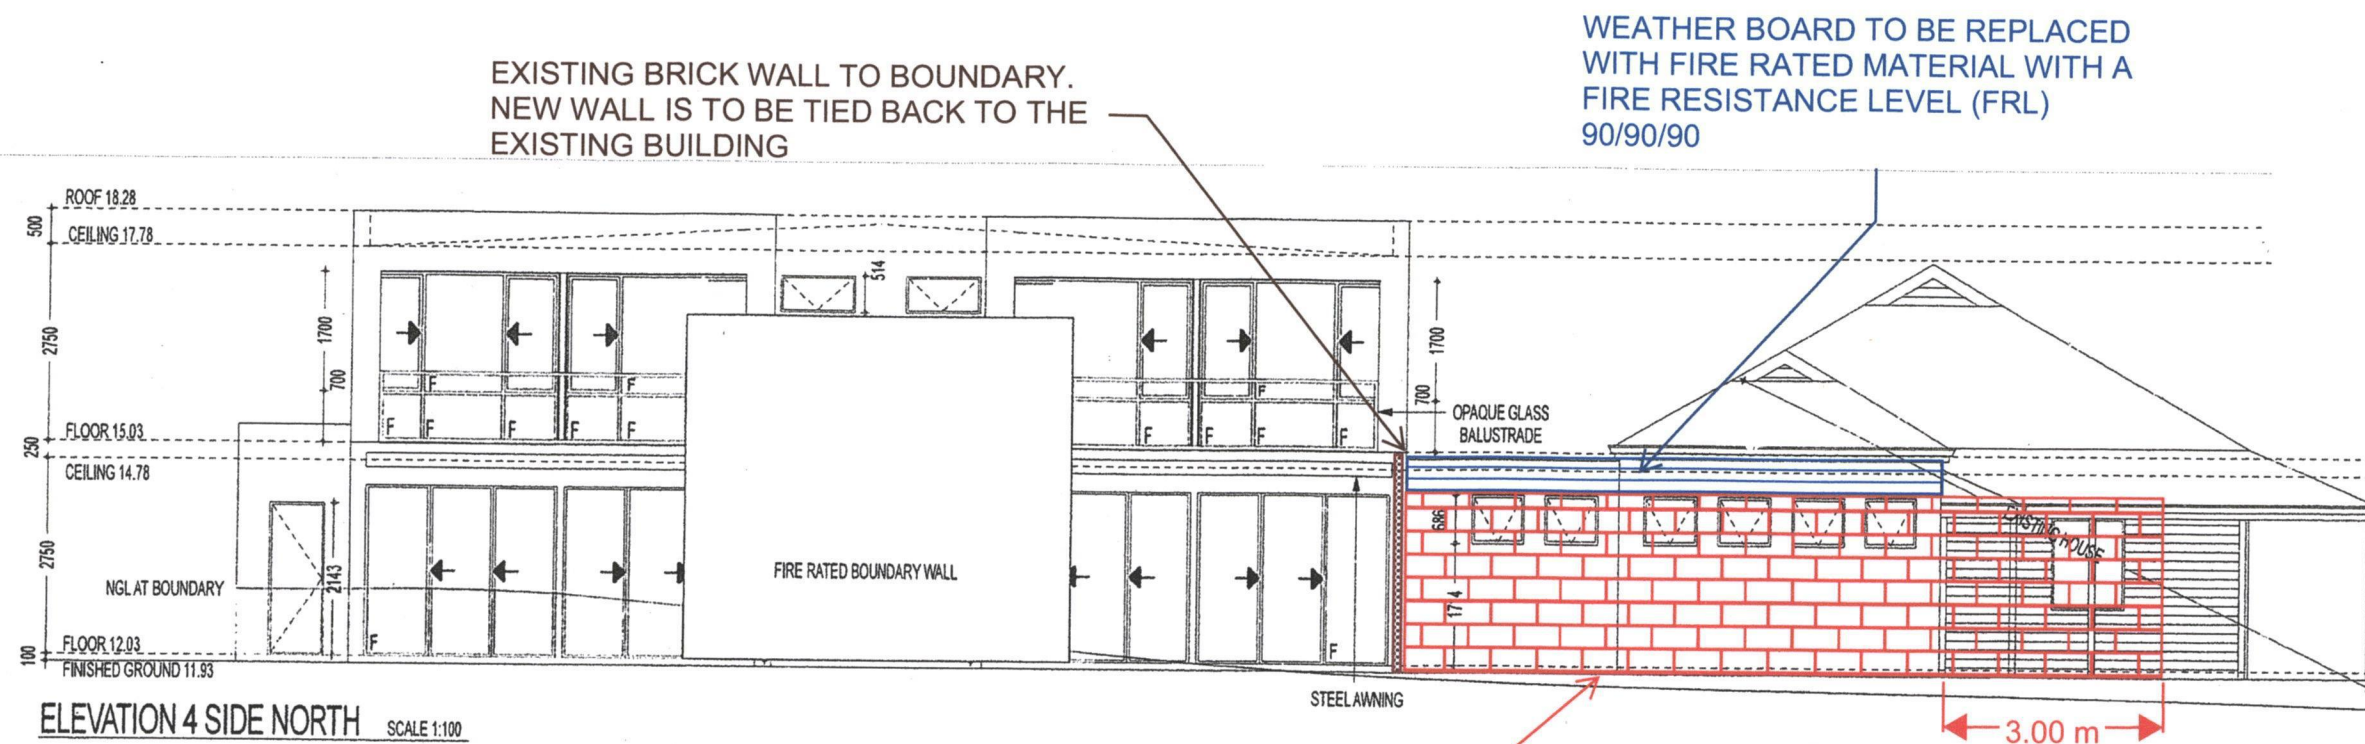 WEATHER BOARD TO BE REPLACED
WITH FIRE RATED MATERIAL WITH A
FIRE RESISTANCE LEVEL (FRL)
90/90/90
EXISTING BRICK WALL TO BOUNDARY.
NEW WALL IS TO BE TIED BACK TO THE
EXISTING BUILDING
ROOF 18.28
500
CEILING 17.78
514
1700
2750
700
1700
700
F
F
F
F
F
F
F
F
F
F
F
F
OPAQUE GLASS
BALUSTRADE
FLOOR 15.03
250
CEILING 14.78
686
EXISTING HOUSE
2750
2143
FIRE RATED BOUNDARY WALL
NGL AT BOUNDARY
1714
F
F
FLOOR 12.03
100
FINISHED GROUND 11.93
STEEL AWNING
ELEVATION 4 SIDE NORTH
SCALE 1:100
3.00 m